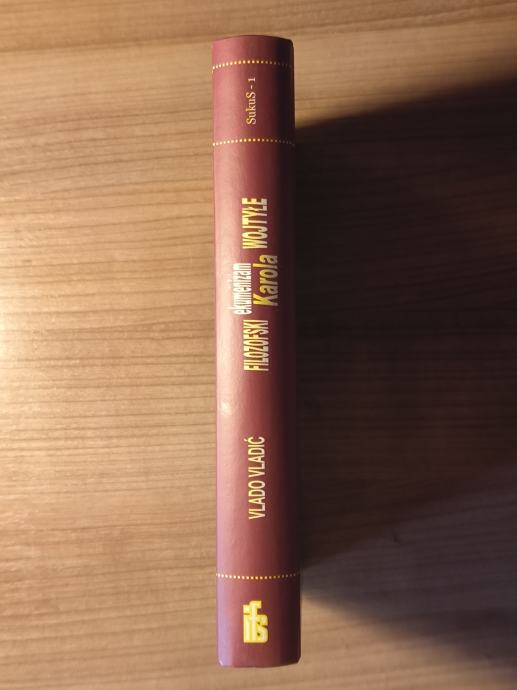 VLADO VLADIĆ
FILOZOFSKI ekumenizam
Karola WOJTYŁE
SukuS - 1